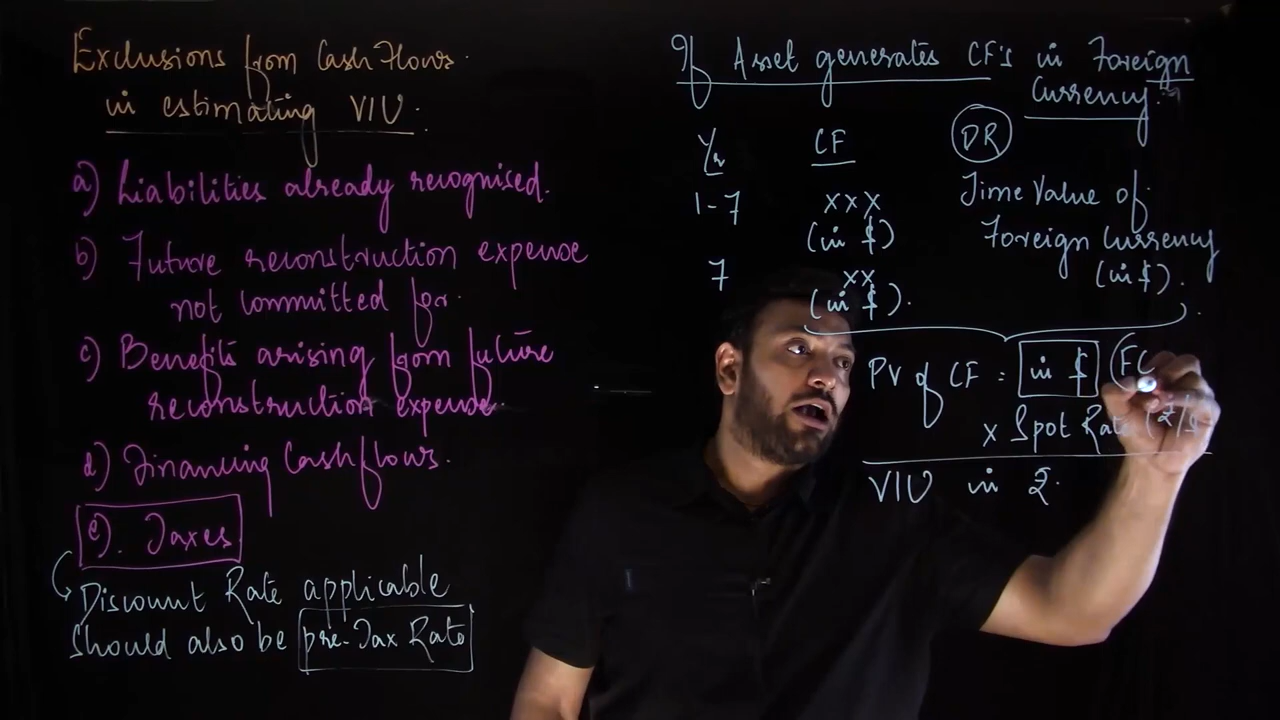 Exclusions from Cash Flows
in estimating VIU.
a) Liabilities already recognised.
b) Future reconstruction expense
not committed for.
c) Benefits arising from future
reconstruction expense.
d) Financing Cash flows.
e). Taxes
Discount Rate applicable
should also be pre-Tax Rate
If Asset generates CF's in Foreign
Currency.
Yr CF DR
1-7 xxx
(in $)
7 xx
(in $).
Time Value of
Foreign Currency
(in $).
PV of CF = in $ (FC
x Spot Rate (₹/$
VIU in ₹.